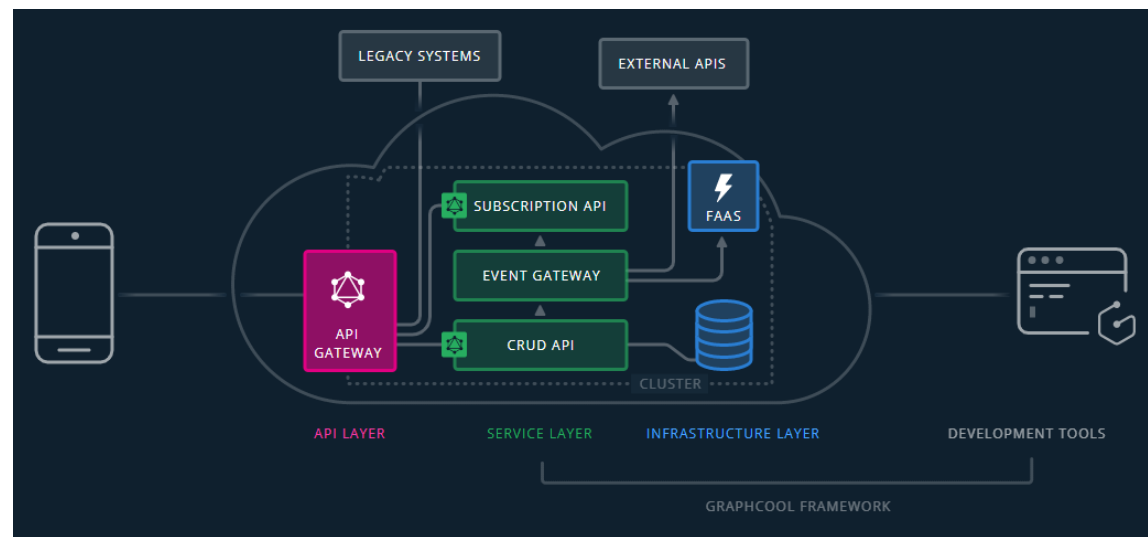 LEGACY SYSTEMS
EXTERNAL APIS
SUBSCRIPTION API
FAAS
EVENT GATEWAY
API
GATEWAY
CRUD API
CLUSTER
API LAYER
SERVICE LAYER
INFRASTRUCTURE LAYER
DEVELOPMENT TOOLS
GRAPHCOOL FRAMEWORK